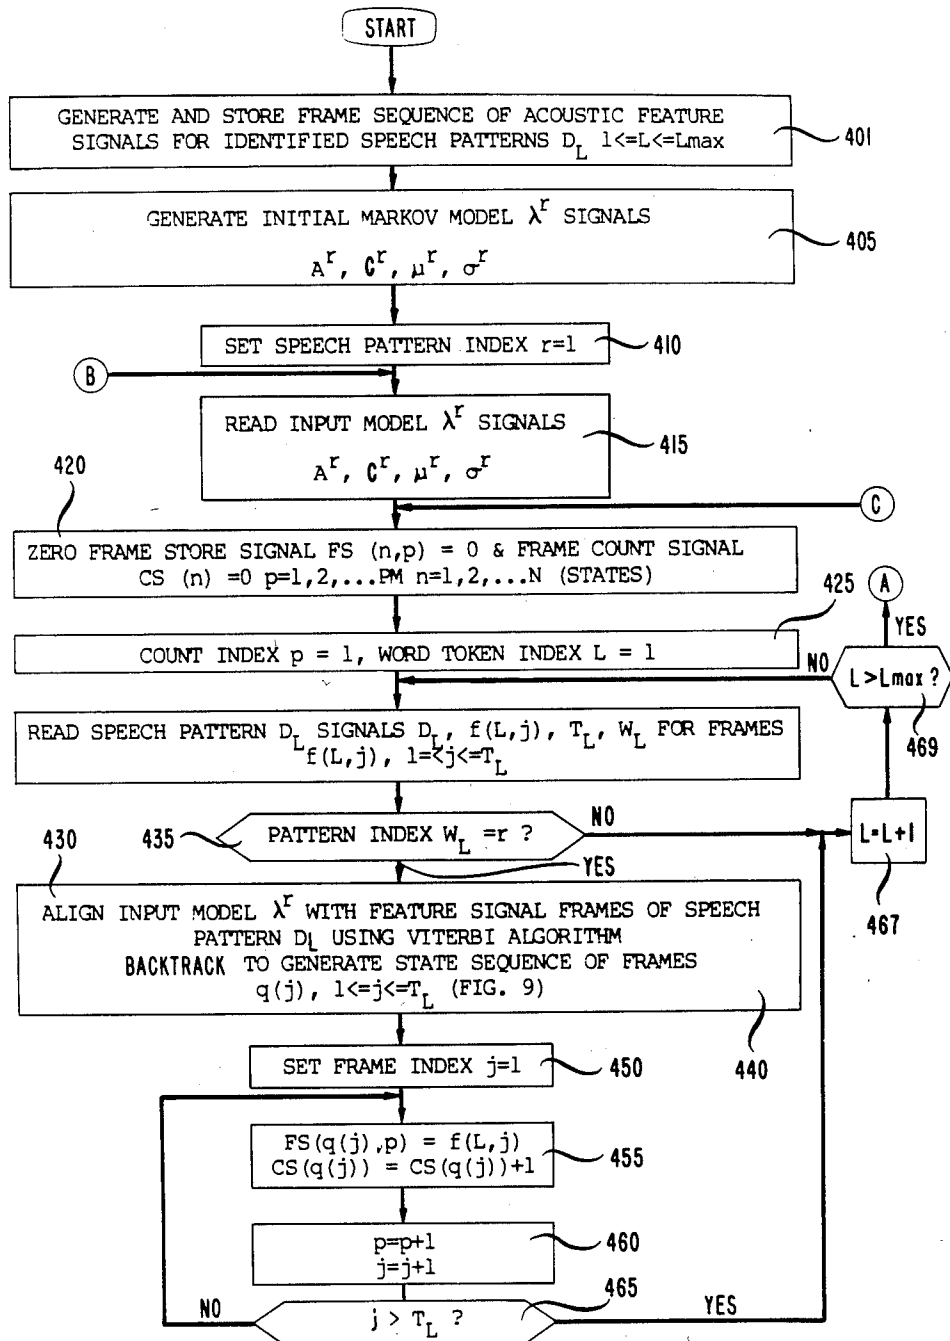 START
GENERATE AND STORE FRAME SEQUENCE OF ACOUSTIC FEATURE
SIGNALS FOR IDENTIFIED SPEECH PATTERNS D_L 1<=L<=Lmax
401
GENERATE INITIAL MARKOV MODEL λ^r SIGNALS
A^r, C^r, μ^r, σ^r
405
SET SPEECH PATTERN INDEX r=1
410
B
READ INPUT MODEL λ^r SIGNALS
A^r, C^r, μ^r, σ^r
415
420
C
ZERO FRAME STORE SIGNAL FS (n,p) = 0 & FRAME COUNT SIGNAL
CS (n) =0 p=1,2,...PM n=1,2,...N (STATES)
A
425
YES
COUNT INDEX p = 1, WORD TOKEN INDEX L = 1
NO
L>Lmax?
469
READ SPEECH PATTERN D_L SIGNALS D_L, f(L,j), T_L, W_L FOR FRAMES
f(L,j), 1=<j<=T_L
435
PATTERN INDEX W_L =r ?
NO
L=L+1
467
YES
430
ALIGN INPUT MODEL λ^r WITH FEATURE SIGNAL FRAMES OF SPEECH
PATTERN D_L USING VITERBI ALGORITHM
BACKTRACK TO GENERATE STATE SEQUENCE OF FRAMES
q(j), 1<=j<=T_L (FIG. 9)
440
SET FRAME INDEX j=1
450
FS(q(j),p) = f(L,j)
CS(q(j)) = CS(q(j))+1
455
p=p+1
j=j+1
460
465
NO
j > T_L ?
YES